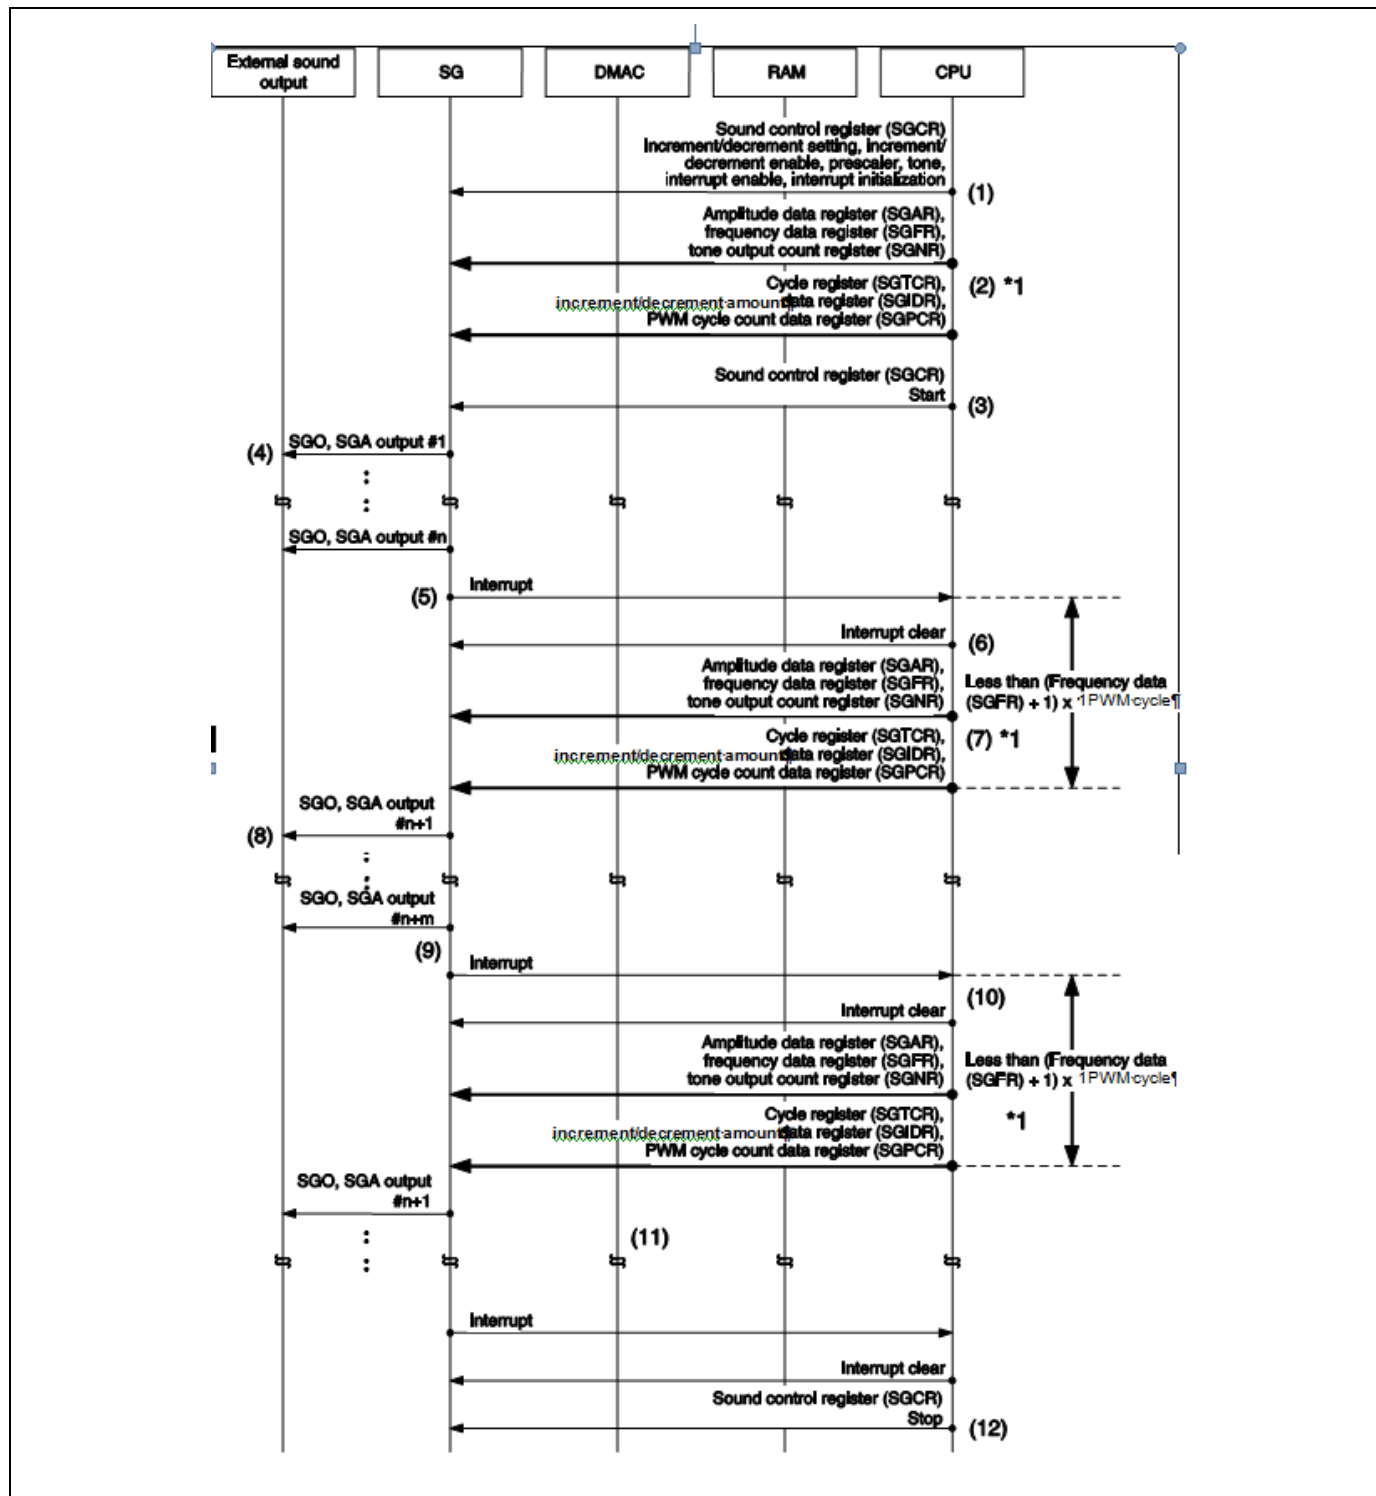 External sound
output
SG
DMAC
RAM
CPU
Sound control register (SGCR)
Increment/decrement setting, increment/
decrement enable, prescaler, tone,
interrupt enable, interrupt initialization
(1)
Amplitude data register (SGAR),
frequency data register (SGFR),
tone output count register (SGNR)
Cycle register (SGTCR),
(2) *1
increment/decrement·amount data register (SGIDR),
PWM cycle count data register (SGPCR)
Sound control register (SGCR)
Start
(3)
(4) SGO, SGA output #1
SGO, SGA output #n
Interrupt
(5)
Interrupt clear
(6)
Amplitude data register (SGAR),
frequency data register (SGFR),
tone output count register (SGNR)
Less than (Frequency data
(SGFR) + 1) x 1PWM·cycle¶
Cycle register (SGTCR),
(7) *1
increment/decrement·amount data register (SGIDR),
PWM cycle count data register (SGPCR)
SGO, SGA output
#n+1
(8)
SGO, SGA output
#n+m
(9)
Interrupt
(10)
Interrupt clear
Amplitude data register (SGAR),
frequency data register (SGFR),
tone output count register (SGNR)
Less than (Frequency data
(SGFR) + 1) x 1PWM·cycle¶
Cycle register (SGTCR),
*1
increment/decrement·amount data register (SGIDR),
PWM cycle count data register (SGPCR)
SGO, SGA output
#n+1
(11)
Interrupt
Interrupt clear
Sound control register (SGCR)
Stop
(12)